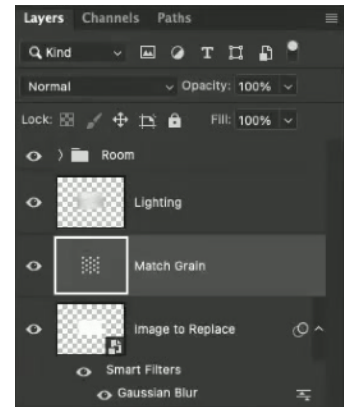 Layers Channels Paths
Kind
Normal Opacity: 100%
Lock: Fill: 100%
Room
Lighting
Match Grain
Image to Replace
Smart Filters
Gaussian Blur